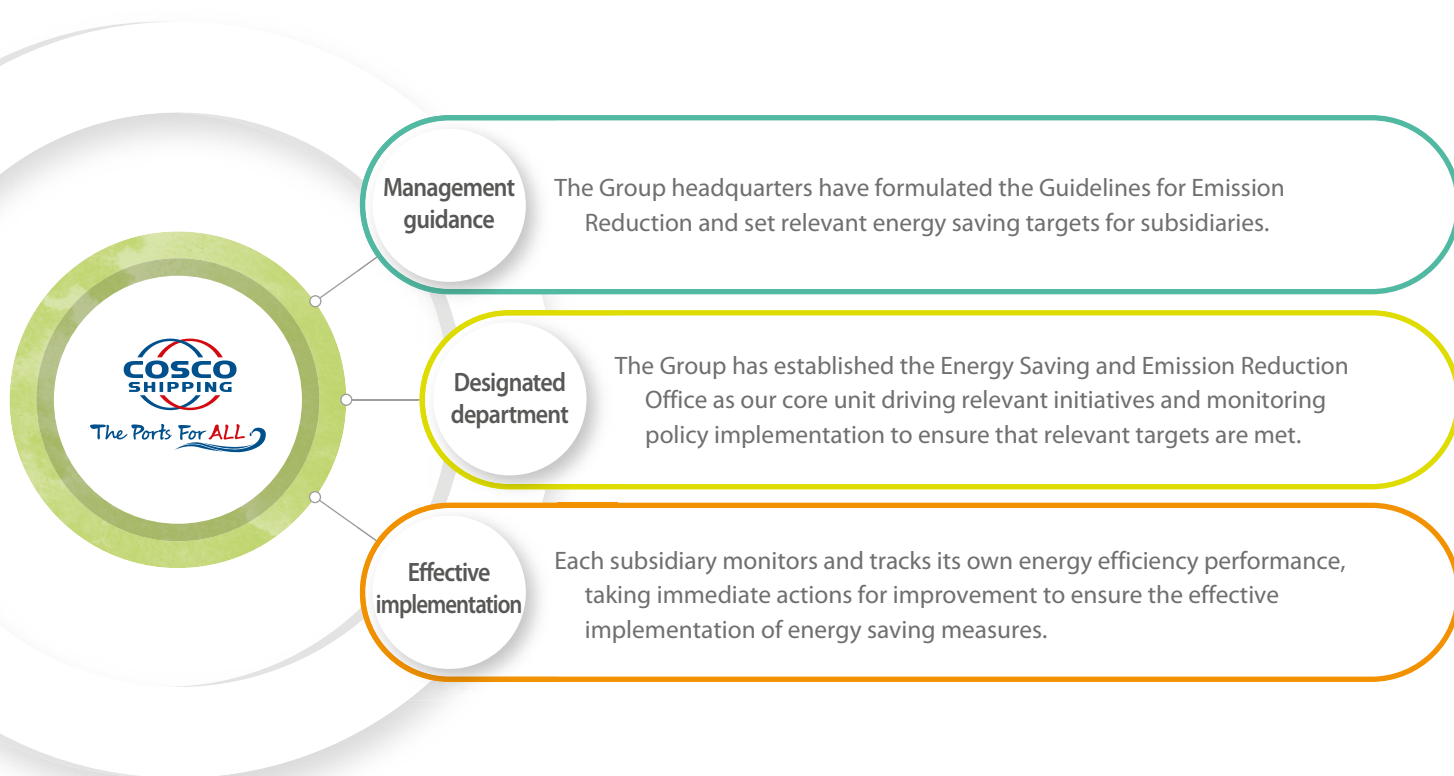 COSCO
SHIPPING
The Ports For ALL
Management
guidance
The Group headquarters have formulated the Guidelines for Emission
Reduction and set relevant energy saving targets for subsidiaries.
Designated
department
The Group has established the Energy Saving and Emission Reduction
Office as our core unit driving relevant initiatives and monitoring
policy implementation to ensure that relevant targets are met.
Effective
implementation
Each subsidiary monitors and tracks its own energy efficiency performance,
taking immediate actions for improvement to ensure the effective
implementation of energy saving measures.